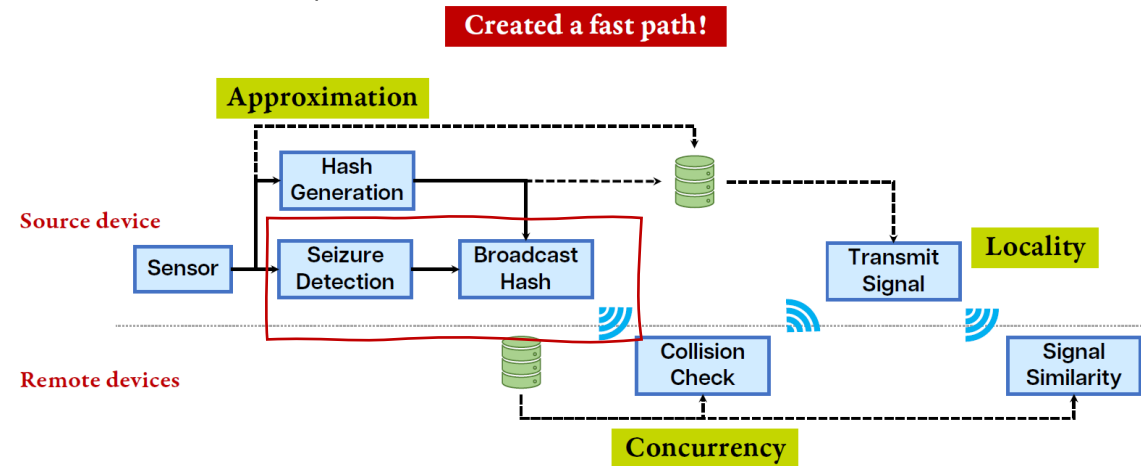 Created a fast path!
Approximation
Hash
Generation
Source device
Sensor
Seizure
Detection
Broadcast
Hash
Transmit
Signal
Locality
Remote devices
Collision
Check
Signal
Similarity
Concurrency